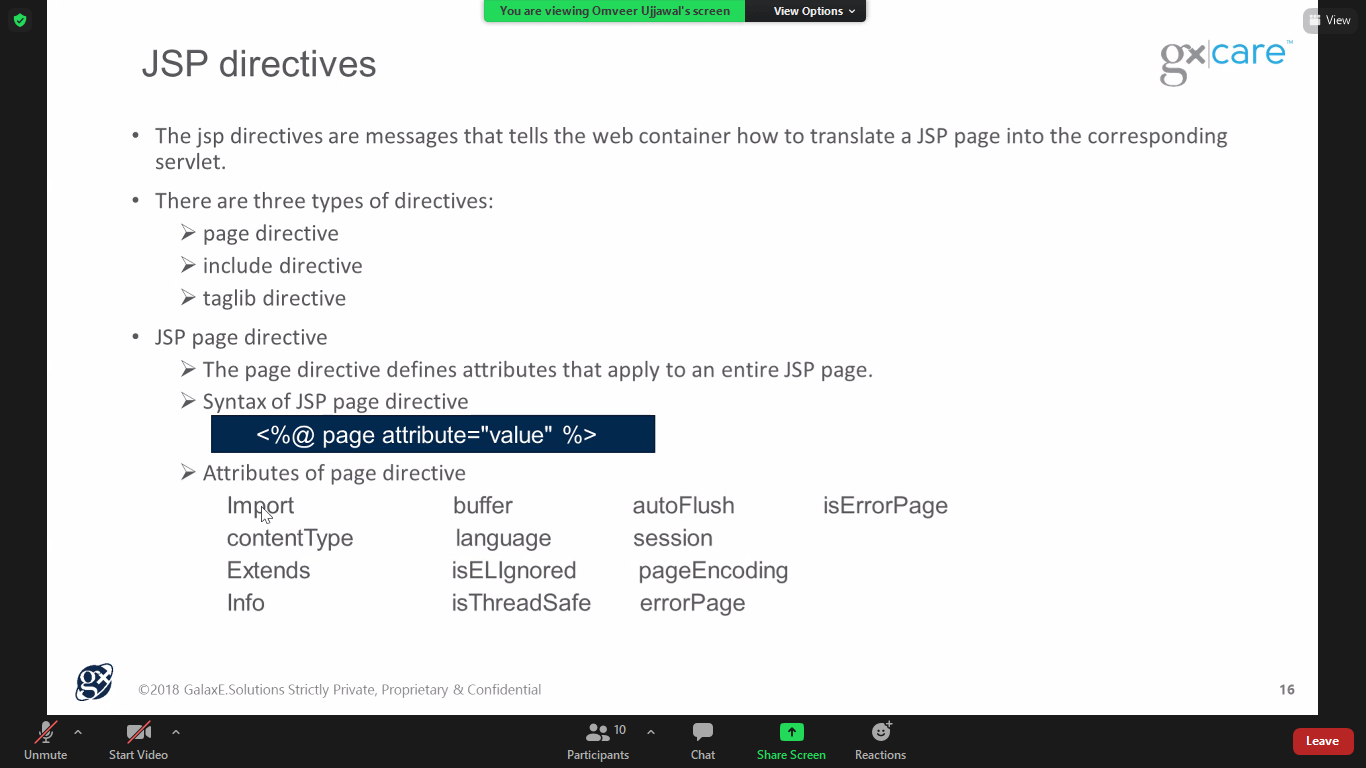 You are viewing Omveer Ujjawal's screen
View Options
View
JSP directives
gx|care™
• The jsp directives are messages that tells the web container how to translate a JSP page into the corresponding
servlet.
• There are three types of directives:
➢ page directive
➢ include directive
➢ taglib directive
• JSP page directive
➢ The page directive defines attributes that apply to an entire JSP page.
➢ Syntax of JSP page directive
<%@ page attribute="value" %>
➢ Attributes of page directive
Import buffer autoFlush isErrorPage
contentType language session
Extends isELIgnored pageEncoding
Info isThreadSafe errorPage
gx
©2018 GalaxE.Solutions Strictly Private, Proprietary & Confidential
16
10
Unmute Start Video Participants Chat Share Screen Reactions Leave